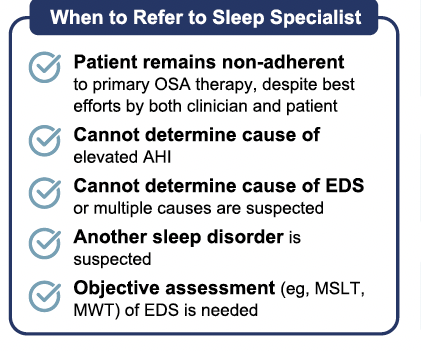 When to Refer to Sleep Specialist
Patient remains non-adherent
to primary OSA therapy, despite best
efforts by both clinician and patient
Cannot determine cause of
elevated AHI
Cannot determine cause of EDS
or multiple causes are suspected
Another sleep disorder is
suspected
Objective assessment (eg, MSLT,
MWT) of EDS is needed